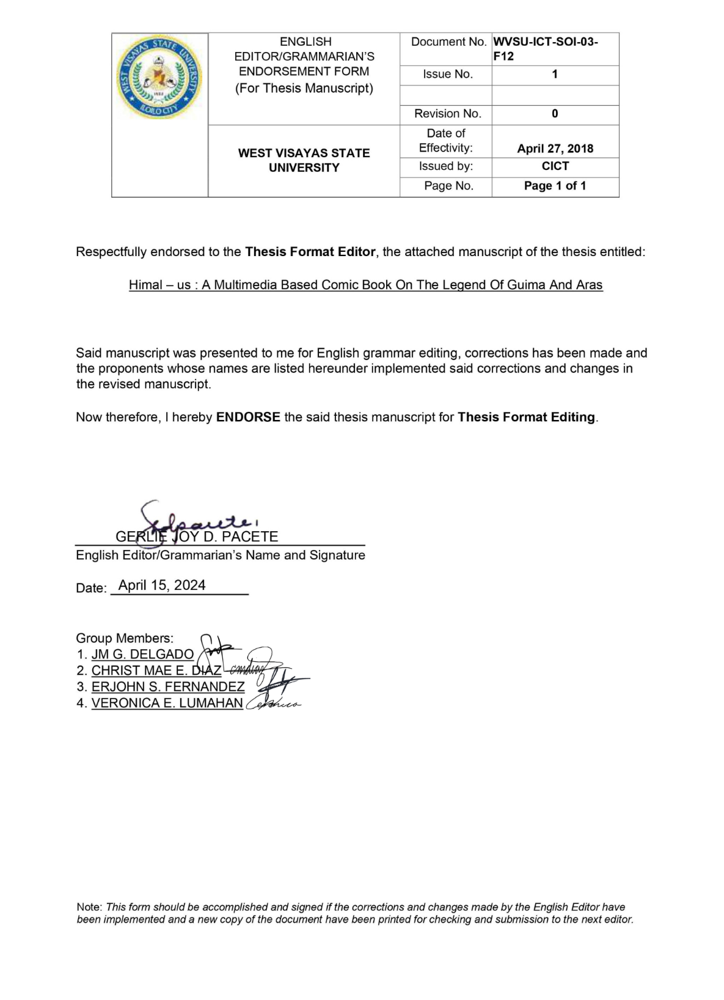 WEST VISAYAS STATE UNIVERSITY
1902
ILOILO CITY
ENGLISH
EDITOR/GRAMMARIAN'S
ENDORSEMENT FORM
(For Thesis Manuscript)
WEST VISAYAS STATE
UNIVERSITY
Document No. WVSU-ICT-SOI-03-
F12
Issue No. 1
Revision No. 0
Date of
Effectivity: April 27, 2018
Issued by: CICT
Page No. Page 1 of 1
Respectfully endorsed to the Thesis Format Editor, the attached manuscript of the thesis entitled:
Himal – us : A Multimedia Based Comic Book On The Legend Of Guima And Aras
Said manuscript was presented to me for English grammar editing, corrections has been made and
the proponents whose names are listed hereunder implemented said corrections and changes in
the revised manuscript.
Now therefore, I hereby ENDORSE the said thesis manuscript for Thesis Format Editing.
GERLIE JOY D. PACETE
English Editor/Grammarian's Name and Signature
Date: April 15, 2024
Group Members:
1. JM G. DELGADO
2. CHRIST MAE E. DIAZ
3. ERJOHN S. FERNANDEZ
4. VERONICA E. LUMAHAN
Note: This form should be accomplished and signed if the corrections and changes made by the English Editor have
been implemented and a new copy of the document have been printed for checking and submission to the next editor.